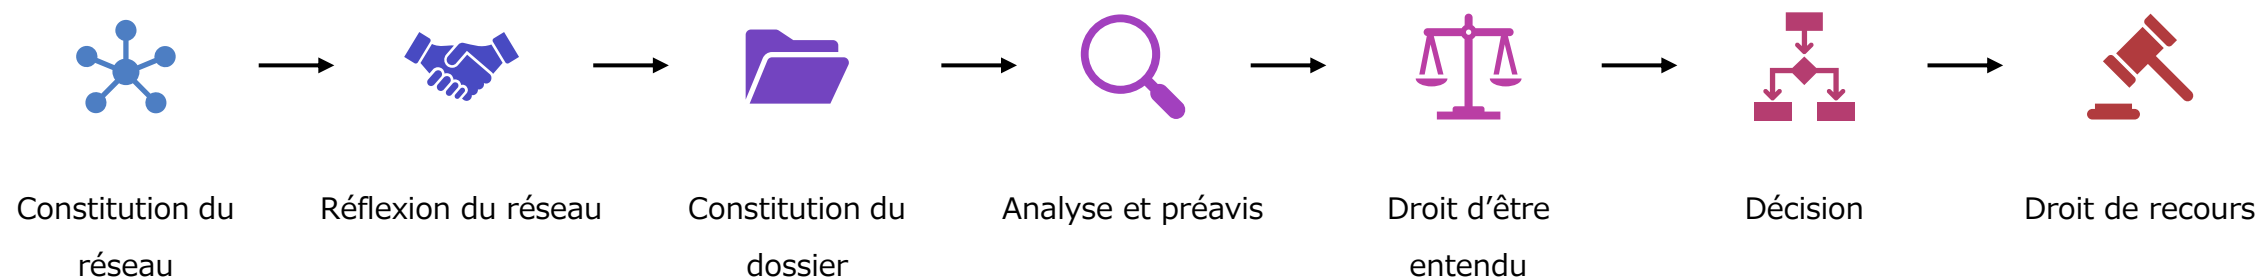 Constitution du
réseau
Réflexion du réseau
Constitution du
dossier
Analyse et préavis
Droit d’être
entendu
Décision
Droit de recours